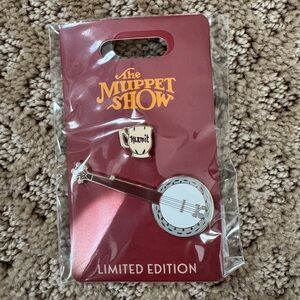 The
MUPPET
SHOW
Kermit
LIMITED EDITION